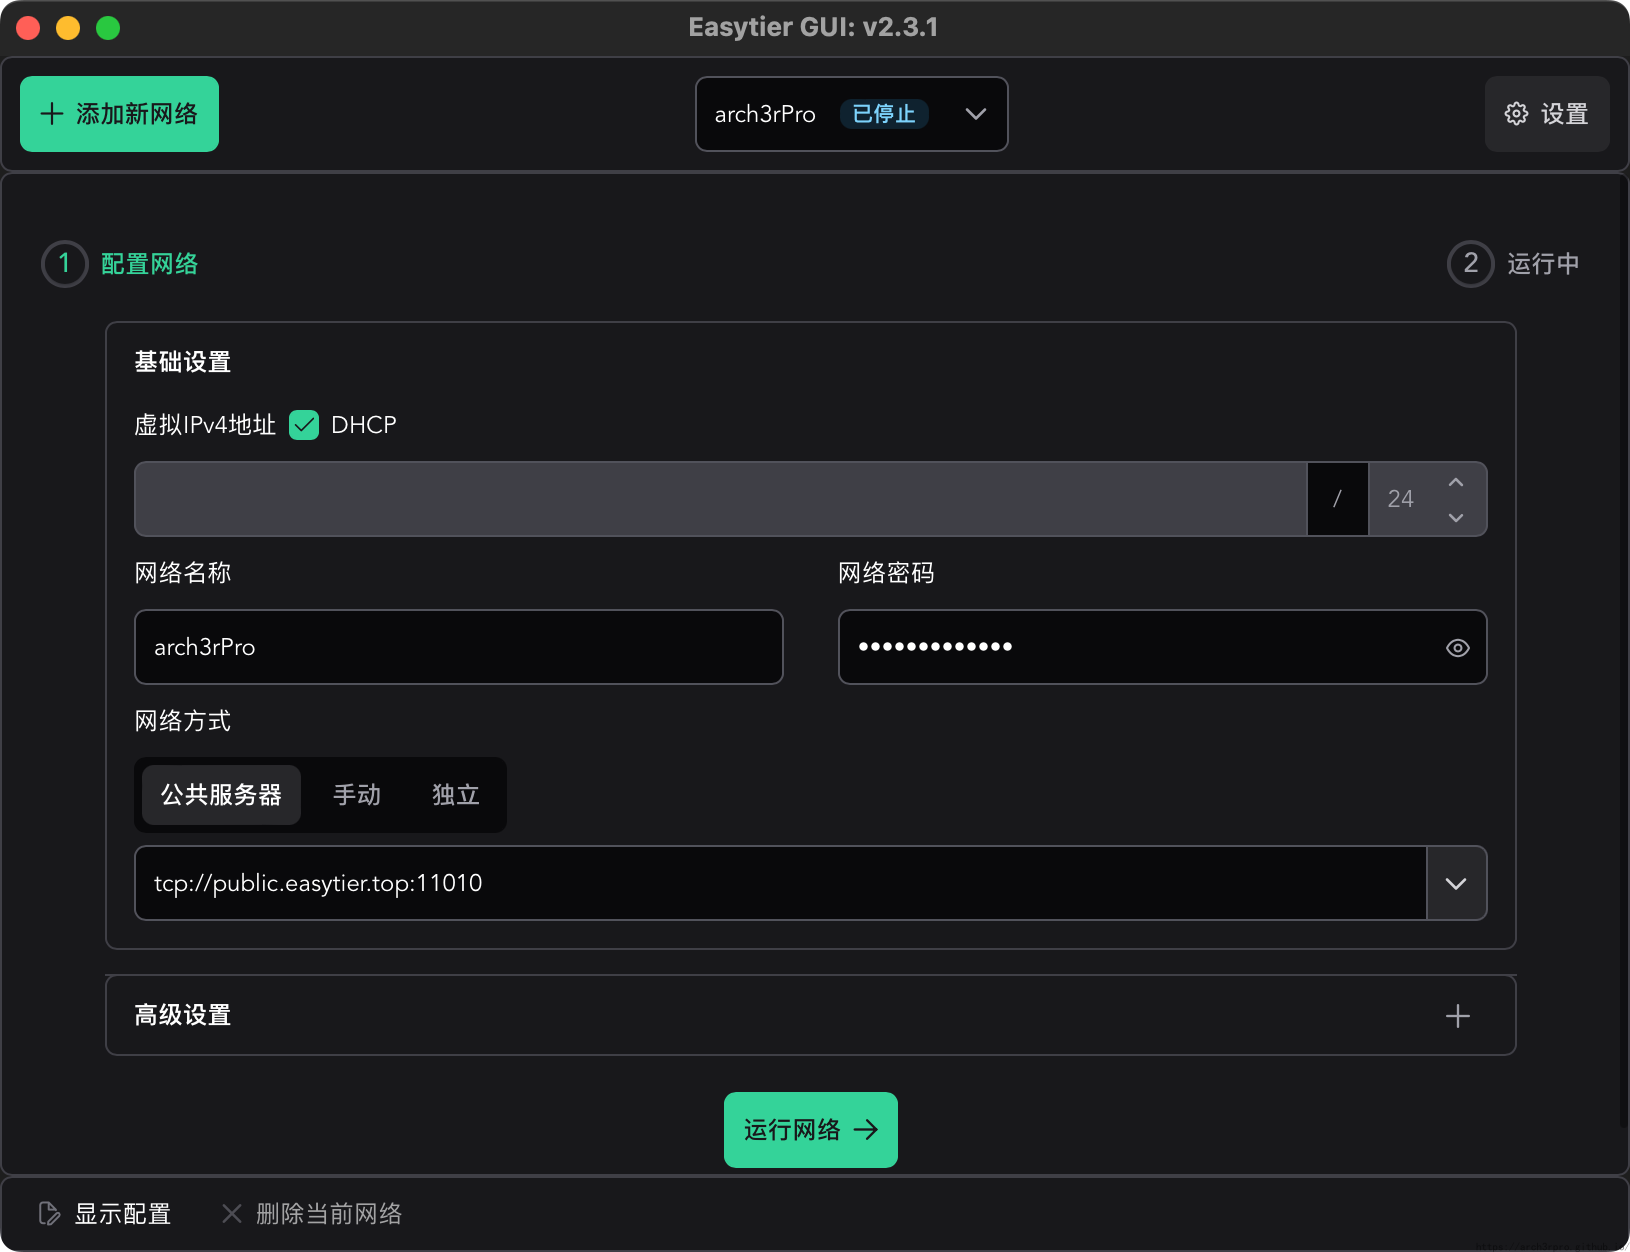 Easytier GUI: v2.3.1
添加新网络
arch3rPro 已停止
设置
1 配置网络
2 运行中
基础设置
虚拟IPv4地址 DHCP
/ 24
网络名称
网络密码
arch3rPro
•••••••••••••
网络方式
公共服务器 手动 独立
tcp://public.easytier.top:11010
高级设置
运行网络
显示配置
删除当前网络